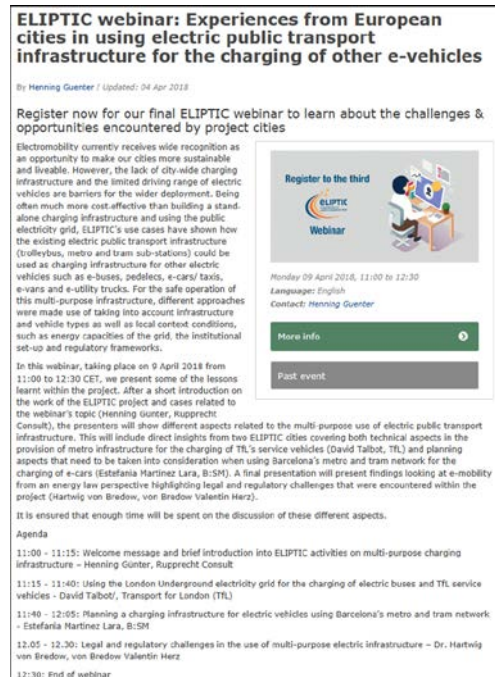 ELIPTIC webinar: Experiences from European
cities in using electric public transport
infrastructure for the charging of other e-vehicles
By Henning Guenter / Updated: 04 Apr 2018
Register now for our final ELIPTIC webinar to learn about the challenges &
opportunities encountered by project cities
Electromobility currently receives wide recognition as
an opportunity to make our cities more sustainable
and liveable. However, the lack of city-wide charging
infrastructure and the limited driving range of electric
vehicles are barriers for the wider deployment. Being
often much more cost-effective than building a stand-
alone charging infrastructure and using the public
electricity grid, ELIPTIC's use cases have shown how
the existing electric public transport infrastructure
(trolleybus, metro and tram sub-stations) could be
used as charging infrastructure for other electric
vehicles such as e-buses, pedelecs, e-cars/ taxis,
e-vans and e-utility trucks. For the safe operation of
this multi-purpose infrastructure, different approaches
were made use of taking into account infrastructure
and vehicle types as well as local context conditions,
such as energy capacities of the grid, the institutional
set-up and regulatory frameworks.
Register to the third
ELIPTIC
Webinar
Monday 09 April 2018, 11:00 to 12:30
Language: English
Contact: Henning Guenter
More info
Past event
In this webinar, taking place on 9 April 2018 from
11:00 to 12:30 CET, we present some of the lessons
learnt within the project. After a short introduction on
the work of the ELIPTIC project and cases related to
the webinar's topic (Henning Günter, Rupprecht
Consult), the presenters will show different aspects related to the multi-purpose use of electric public transport
infrastructure. This will include direct insights from two ELIPTIC cities covering both technical aspects in the
provision of metro infrastructure for the charging of TfL's service vehicles (David Talbot, TfL) and planning
aspects that need to be taken into consideration when using Barcelona's metro and tram network for the
charging of e-cars (Estefania Martinez Lara, B:SM). A final presentation will present findings looking at e-mobility
from an energy law perspective highlighting legal and regulatory challenges that were encountered within the
project (Hartwig von Bredow, von Bredow Valentin Herz).
It is ensured that enough time will be spent on the discussion of these different aspects.
Agenda
11:00 - 11:15: Welcome message and brief introduction into ELIPTIC activities on multi-purpose charging
infrastructure – Henning Günter, Rupprecht Consult
11:15 - 11:40: Using the London Underground electricity grid for the charging of electric buses and TfL service
vehicles - David Talbot/, Transport for London (TfL)
11:40 - 12:05: Planning a charging infrastructure for electric vehicles using Barcelona's metro and tram network
- Estefania Martinez Lara, B:SM
12.05 - 12.30: Legal and regulatory challenges in the use of multi-purpose electric infrastructure – Dr. Hartwig
von Bredow, von Bredow Valentin Herz
12:30: End of webinar